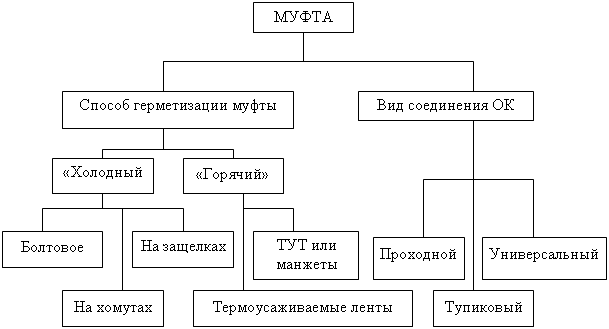 МУФТА
Способ герметизации муфты
Вид соединения ОК
«Холодный
«Горячий»
Болтовое
На защелках
ТУТ или
манжеты
Проходной
Универсальный
На хомутах
Термоусаживаемые ленты
Тупиковый